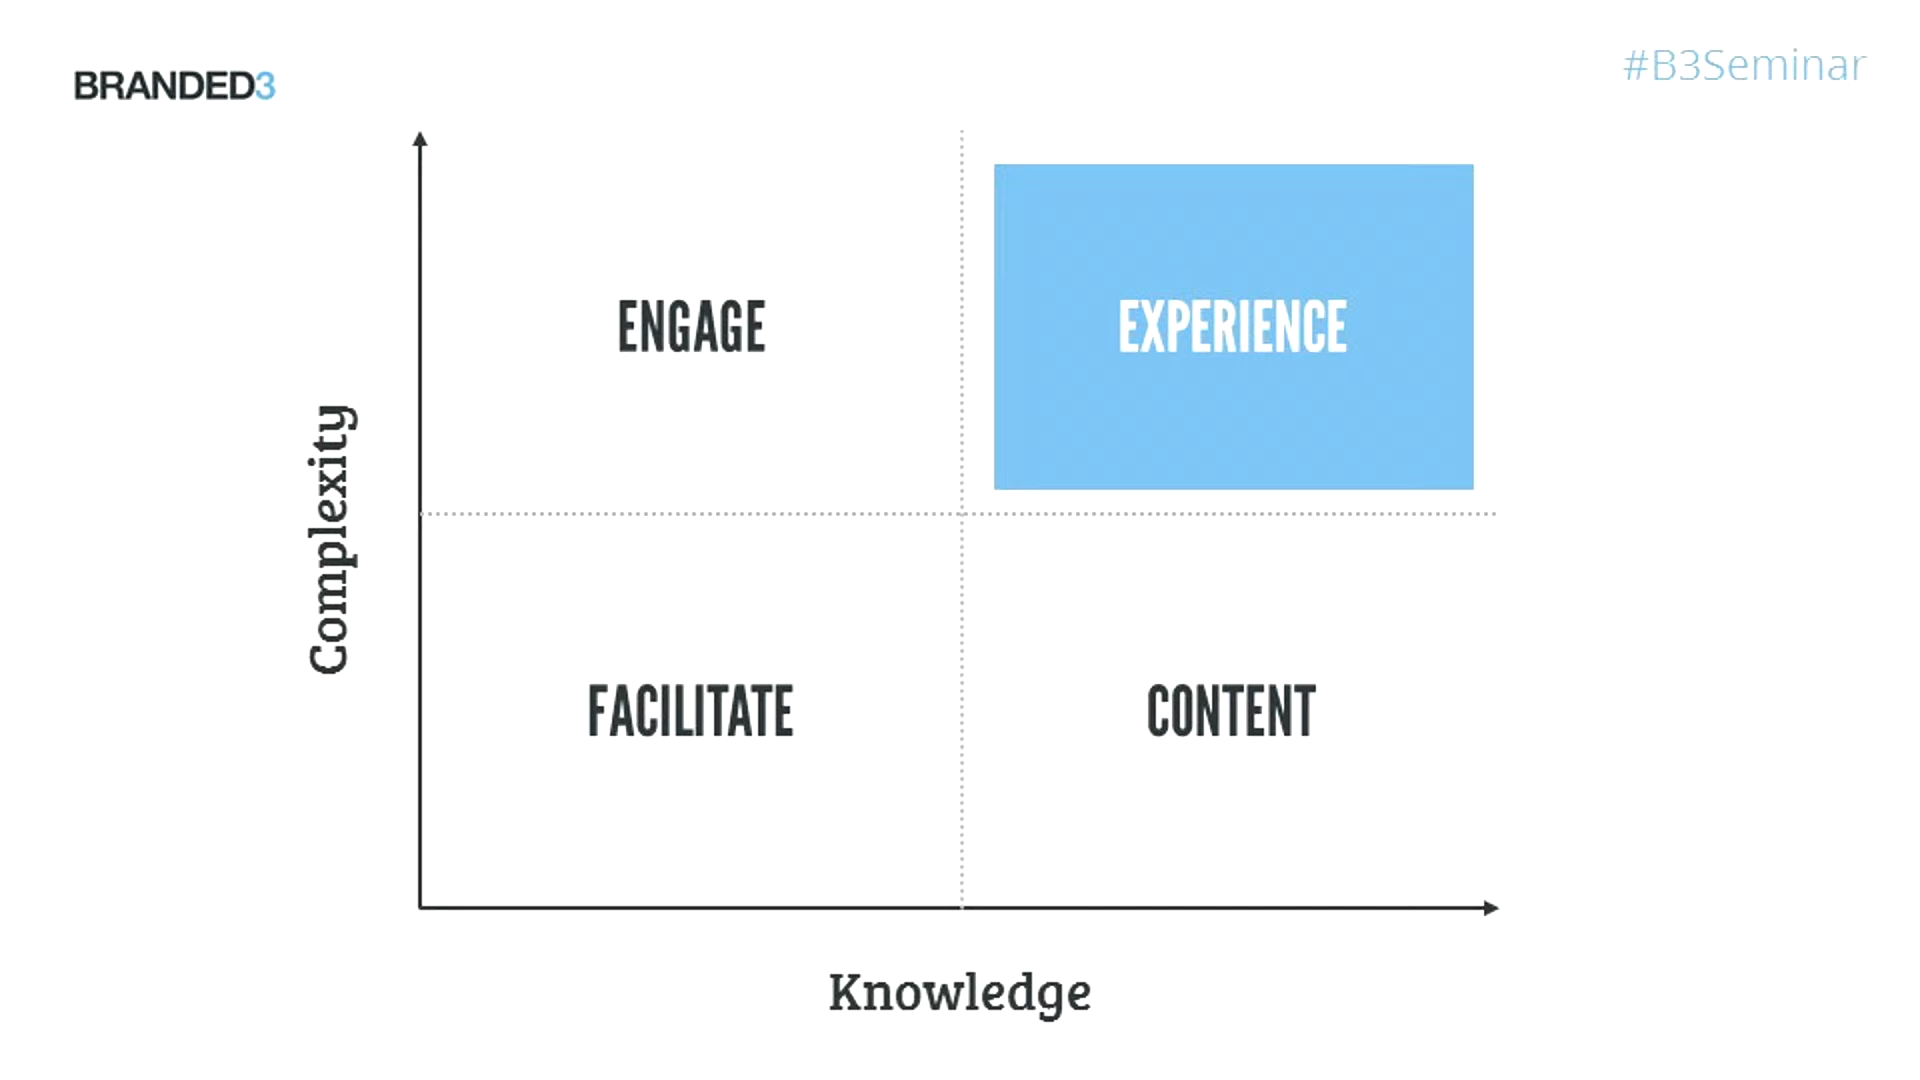 BRANDED3
#B3Seminar
ENGAGE
EXPERIENCE
Complexity
FACILITATE
CONTENT
Knowledge